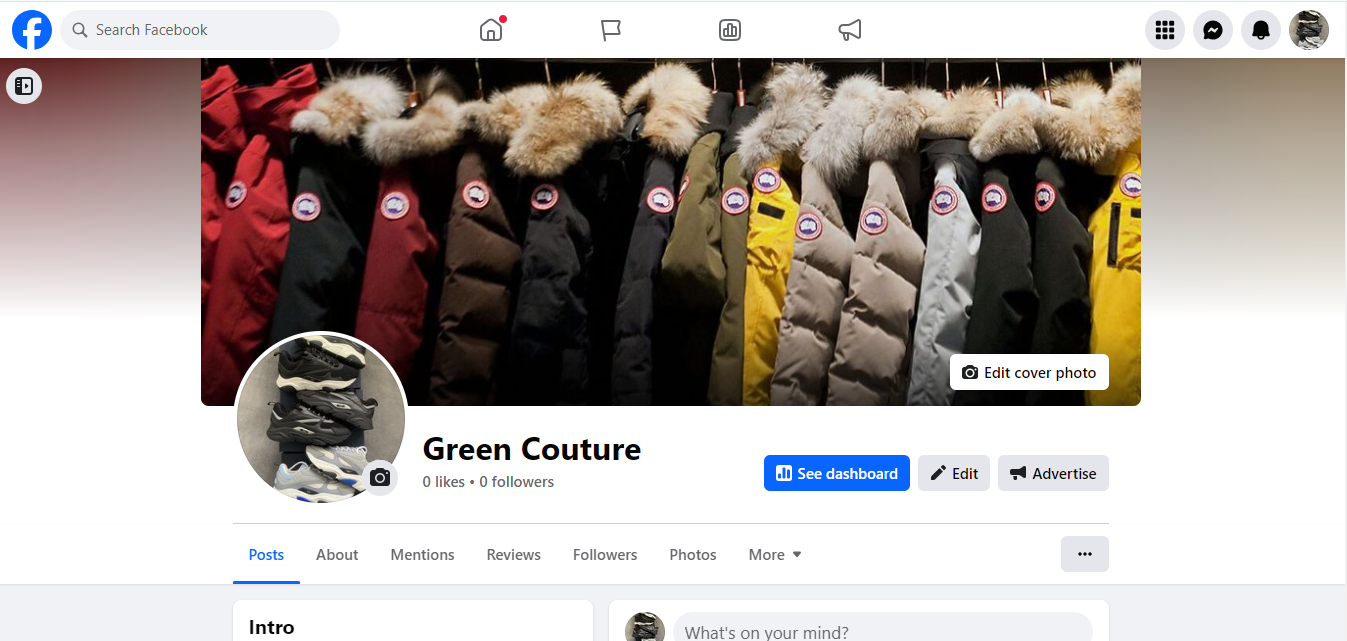 Search Facebook
Edit cover photo
Green Couture
0 likes • 0 followers
See dashboard
Edit
Advertise
Posts
About
Mentions
Reviews
Followers
Photos
More
Intro
What's on your mind?